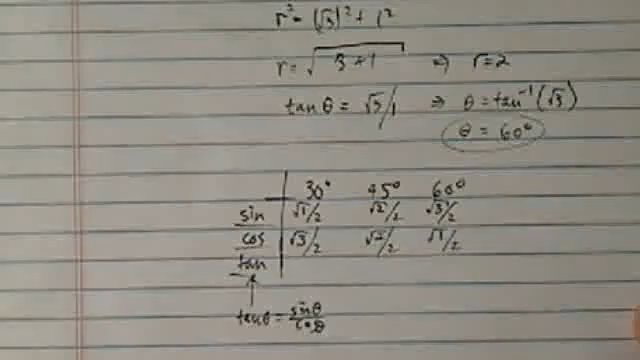 r² = (√3)² + 1²
r = √3+1 ⇒ r=2
tan θ = √3/1 ⇒ θ = tan⁻¹(√3)
θ = 60°
30° 45° 60°
sin √1/2 √2/2 √3/2
cos √3/2 √2/2 √1/2
tan
tanθ = sinθ/cosθ